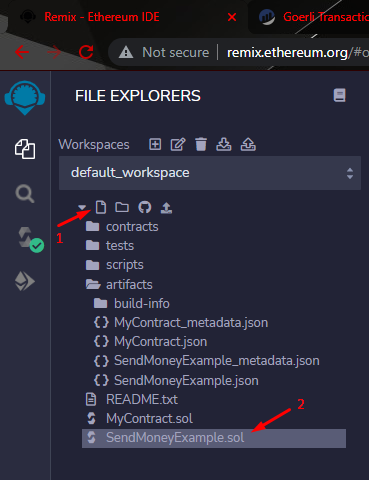 Remix - Ethereum IDE
Goerli Transactio
Not secure
remix.ethereum.org/#o
FILE EXPLORERS
Workspaces
default_workspace
1
contracts
tests
scripts
artifacts
build-info
MyContract_metadata.json
MyContract.json
SendMoneyExample_metadata.json
SendMoneyExample.json
README.txt
2
MyContract.sol
SendMoneyExample.sol